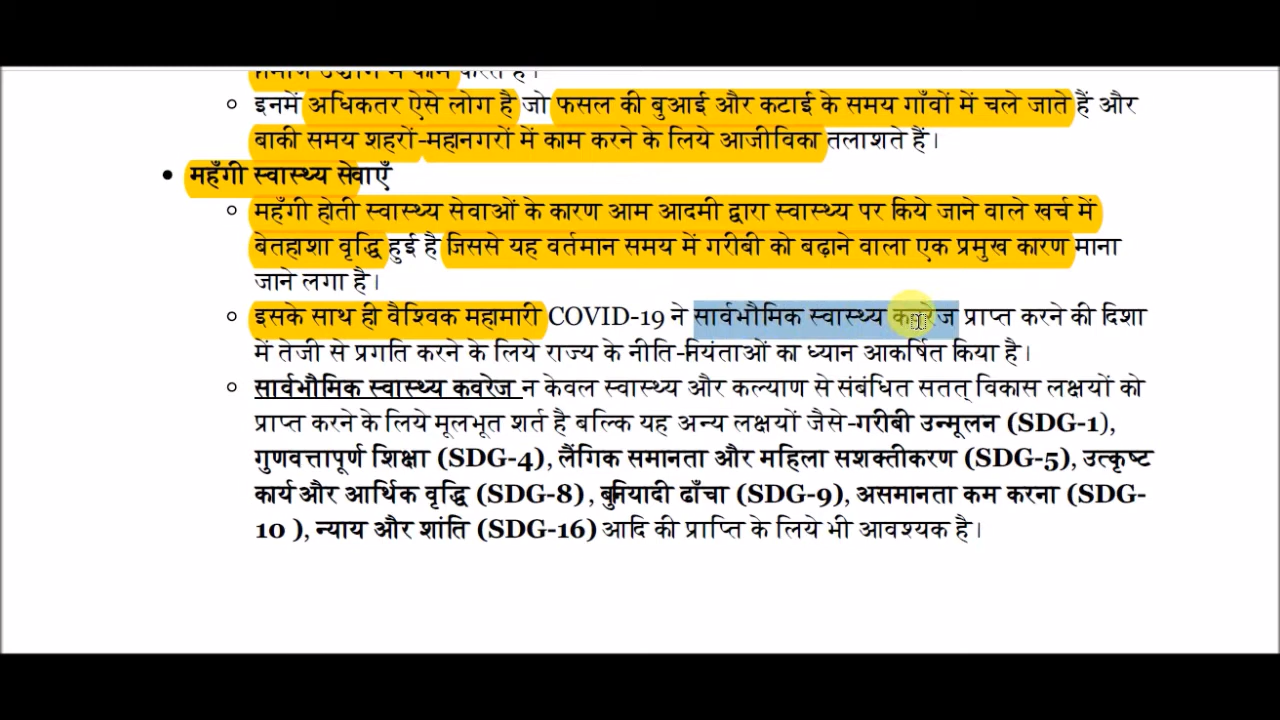 में काम करते हैं।
इनमें अधिकतर ऐसे लोग है जो फसल की बुआई और कटाई के समय गाँवों में चले जाते हैं और
बाकी समय शहरों-महानगरों में काम करने के लिये आजीविका तलाशते हैं।
महँगी स्वास्थ्य सेवाएँ
महँगी होती स्वास्थ्य सेवाओं के कारण आम आदमी द्वारा स्वास्थ्य पर किये जाने वाले खर्च में
बेतहाशा वृद्धि हुई है जिससे यह वर्तमान समय में गरीबी को बढ़ाने वाला एक प्रमुख कारण माना
जाने लगा है।
इसके साथ ही वैश्विक महामारी COVID-19 ने सार्वभौमिक स्वास्थ्य कवरेज प्राप्त करने की दिशा
में तेजी से प्रगति करने के लिये राज्य के नीति-नियंताओं का ध्यान आकर्षित किया है।
सार्वभौमिक स्वास्थ्य कवरेज न केवल स्वास्थ्य और कल्याण से संबंधित सतत् विकास लक्ष्यों को
प्राप्त करने के लिये मूलभूत शर्त है बल्कि यह अन्य लक्ष्यों जैसे-गरीबी उन्मूलन (SDG-1),
गुणवत्तापूर्ण शिक्षा (SDG-4), लैंगिक समानता और महिला सशक्तीकरण (SDG-5), उत्कृष्ट
कार्य और आर्थिक वृद्धि (SDG-8), बुनियादी ढाँचा (SDG-9), असमानता कम करना (SDG-
10 ), न्याय और शांति (SDG-16) आदि की प्राप्ति के लिये भी आवश्यक है।